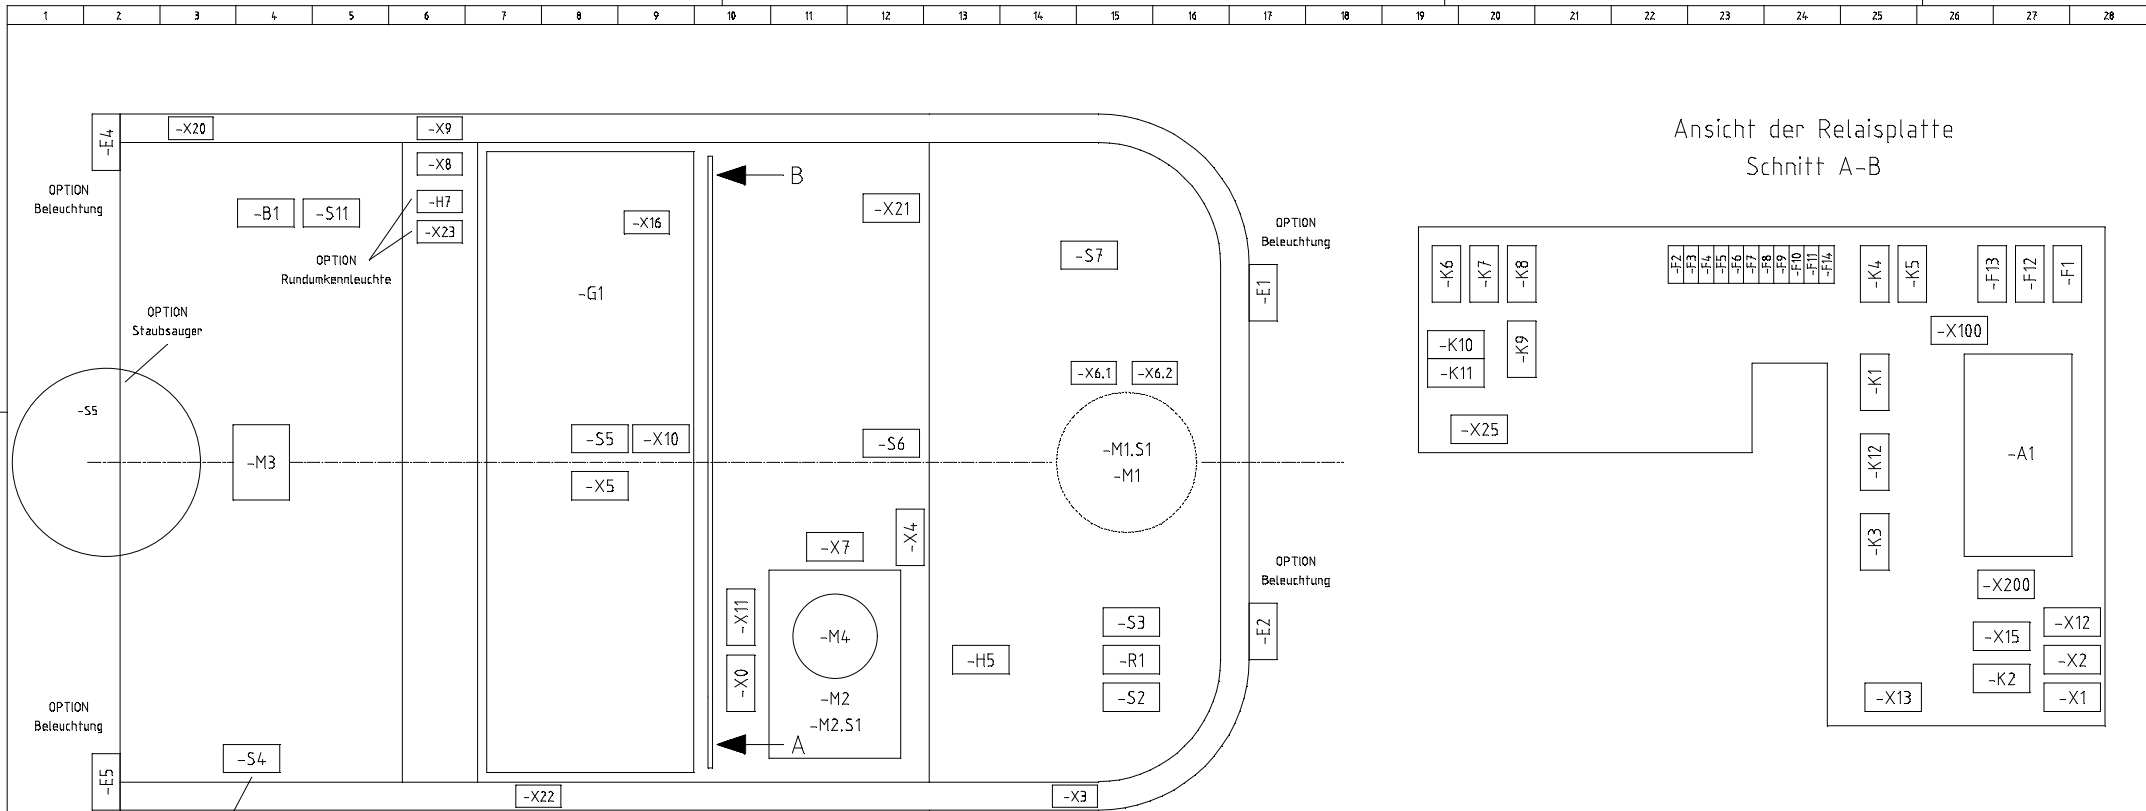 1 2 3 4 5 6 7 8 9 10 11 12 13 14 15 16 17 18 19 20 21 22 23 24 25 26 27 28
Ansicht der Relaisplatte
Schnitt A-B
-E4
-X20
-X9
-X8
-H7
-X23
OPTION
Beleuchtung
-B1
-S11
OPTION
Rundumkennleuchte
-X16
-G1
B
-X21
-S7
OPTION
Beleuchtung
-E1
OPTION
Staubsauger
-S5
-M3
-S5
-X10
-X5
-S6
-X6.1
-X6.2
-M1.S1
-M1
-X4
-X7
-X11
-X0
-M4
-M2
-M2.S1
A
-H5
-S3
-R1
-S2
OPTION
Beleuchtung
-E2
OPTION
Beleuchtung
-E5
-S4
-X22
-X3
-K6
-K7
-K8
-F2
-F3
-F4
-F5
-F6
-F7
-F8
-F9
-F10
-F11
-F14
-K4
-K5
-F13
-F12
-F1
-K10
-K11
-K9
-X25
-X100
-K1
-K12
-K3
-A1
-X200
-X12
-X15
-X2
-K2
-X13
-X1